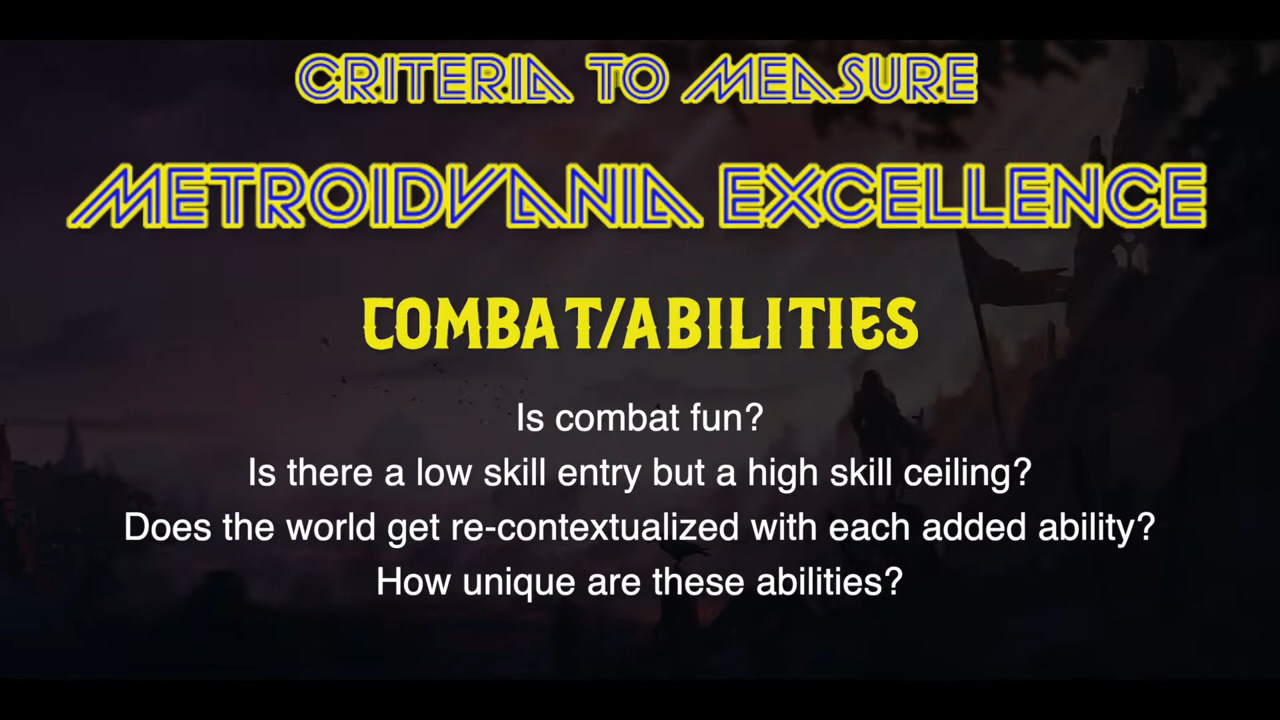 CRITERIA TO MEASURE
METROIDVANIA EXCELLENCE
COMBAT/ABILITIES
Is combat fun?
Is there a low skill entry but a high skill ceiling?
Does the world get re-contextualized with each added ability?
How unique are these abilities?